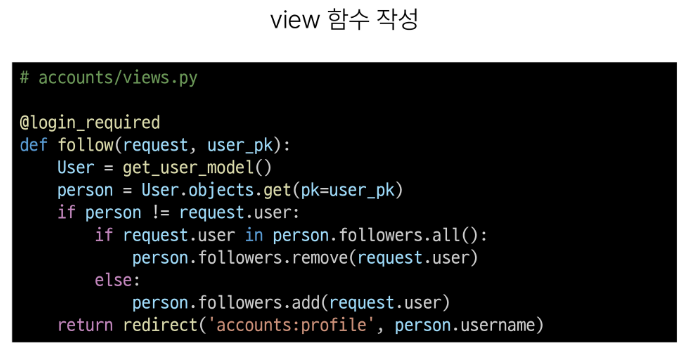 view 함수 작성
# accounts/views.py
@login_required
def follow(request, user_pk):
    User = get_user_model()
    person = User.objects.get(pk=user_pk)
    if person != request.user:
        if request.user in person.followers.all():
            person.followers.remove(request.user)
        else:
            person.followers.add(request.user)
    return redirect('accounts:profile', person.username)